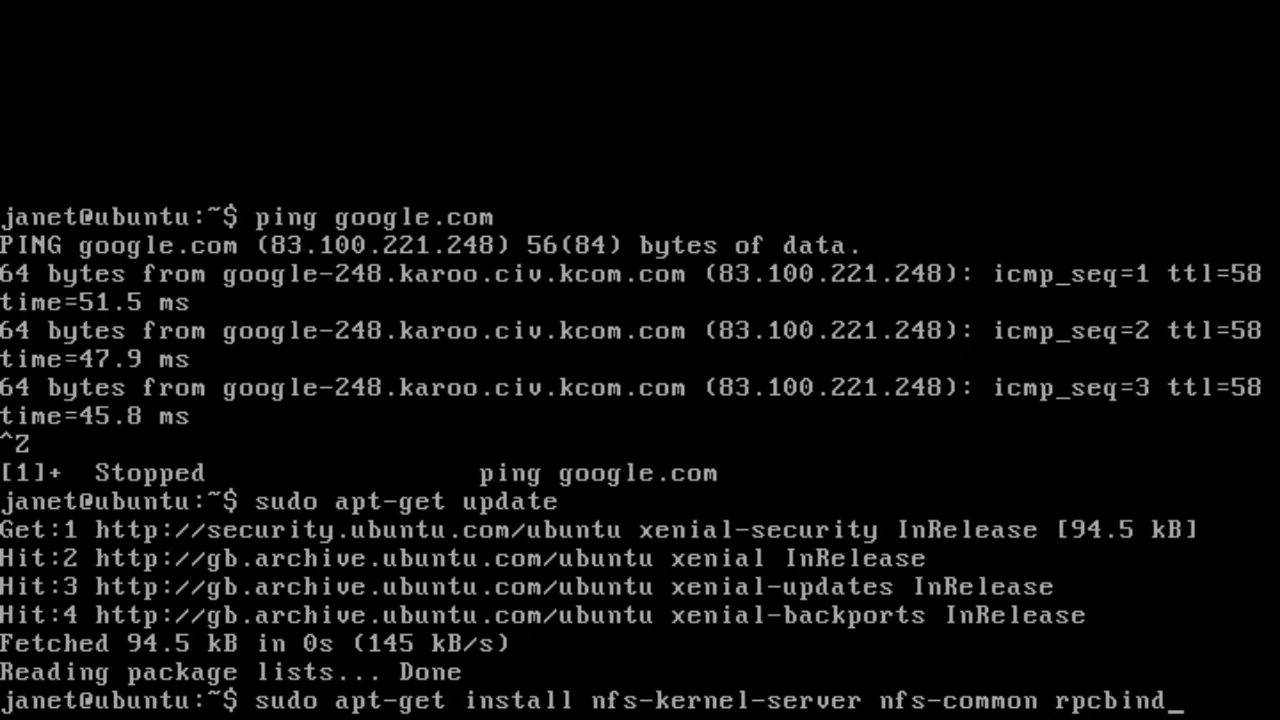 janet@ubuntu:~$ ping google.com
PING google.com (83.100.221.248) 56(84) bytes of data.
64 bytes from google-248.karoo.civ.kcom.com (83.100.221.248): icmp_seq=1 ttl=58
time=51.5 ms
64 bytes from google-248.karoo.civ.kcom.com (83.100.221.248): icmp_seq=2 ttl=58
time=47.9 ms
64 bytes from google-248.karoo.civ.kcom.com (83.100.221.248): icmp_seq=3 ttl=58
time=45.8 ms
^Z
[1]+  Stopped                 ping google.com
janet@ubuntu:~$ sudo apt-get update
Get:1 http://security.ubuntu.com/ubuntu xenial-security InRelease [94.5 kB]
Hit:2 http://gb.archive.ubuntu.com/ubuntu xenial InRelease
Hit:3 http://gb.archive.ubuntu.com/ubuntu xenial-updates InRelease
Hit:4 http://gb.archive.ubuntu.com/ubuntu xenial-backports InRelease
Fetched 94.5 kB in 0s (145 kB/s)
Reading package lists... Done
janet@ubuntu:~$ sudo apt-get install nfs-kernel-server nfs-common rpcbind_